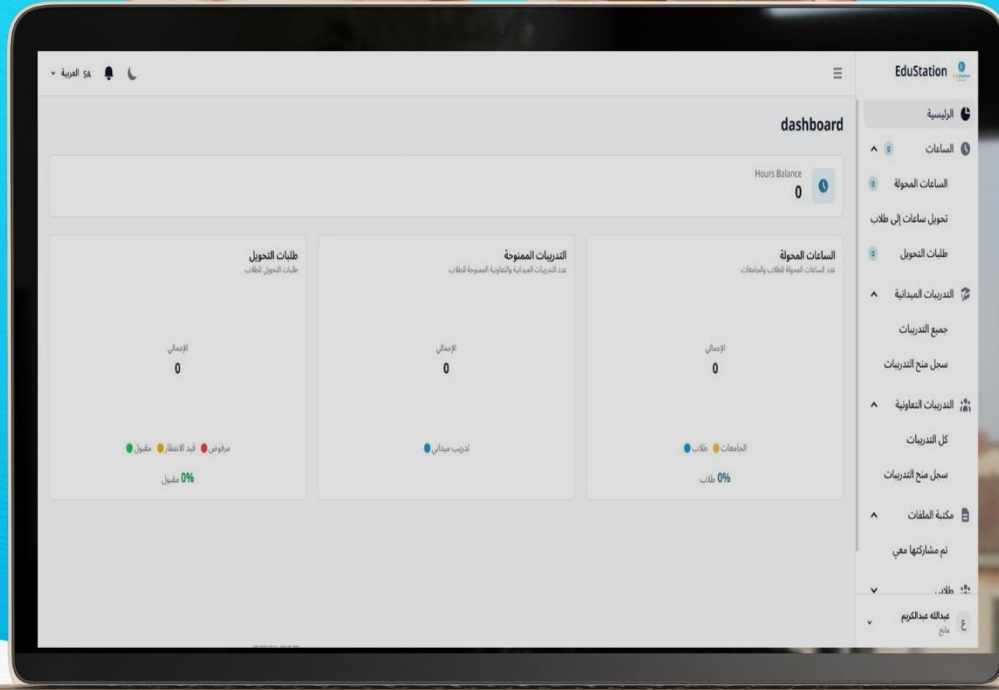 EduStation
الرئيسية
الساعات 0
الساعات المحولة 0
تحويل ساعات إلى طلاب
طلبات التحويل 0
التدريبات الميدانية
جميع التدريبات
سجل منح التدريبات
التدريبات التعاونية
كل التدريبات
سجل منح التدريبات
مكتبة الملفات
تم مشاركتها معي
طلاب
عبدالله عبدالكريم
ع
مانح
SA العربية
dashboard
Hours Balance
0
الساعات المحولة
عدد الساعات المحولة للطلاب والجامعات
الإجمالي
0
الجامعات طلاب
0% طلاب
التدريبات الممنوحة
عدد التدريبات الميدانية والتعاونية الممنوحة للطلاب
الإجمالي
0
تدريب ميداني
طلبات التحويل
طلبات التحويل للطلاب
الإجمالي
0
مرفوض قيد الانتظار مقبول
0% مقبول